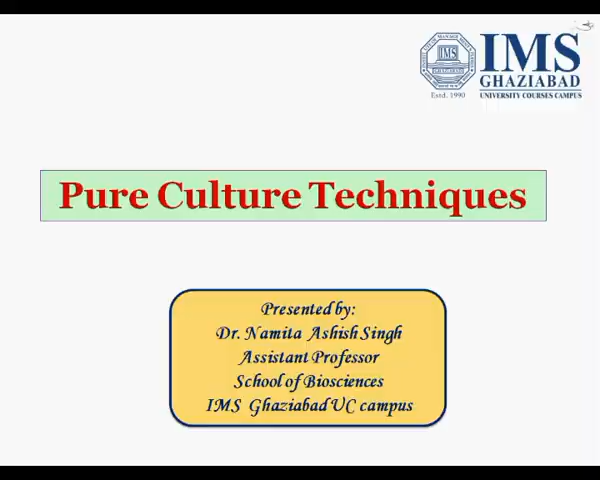 IMS
GHAZIABAD
Estd. 1990
UNIVERSITY COURSES CAMPUS
Pure Culture Techniques
Presented by:
Dr. Namita Ashish Singh
Assistant Professor
School of Biosciences
IMS Ghaziabad UC campus